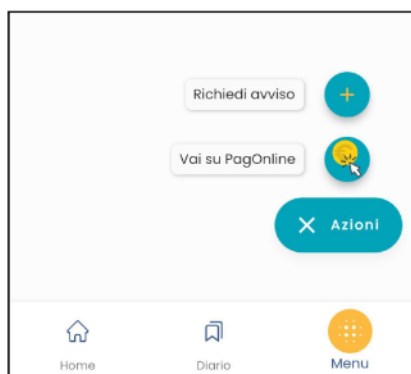 Richiedi avviso
Vai su PagOnline
Azioni
Home
Diario
Menu